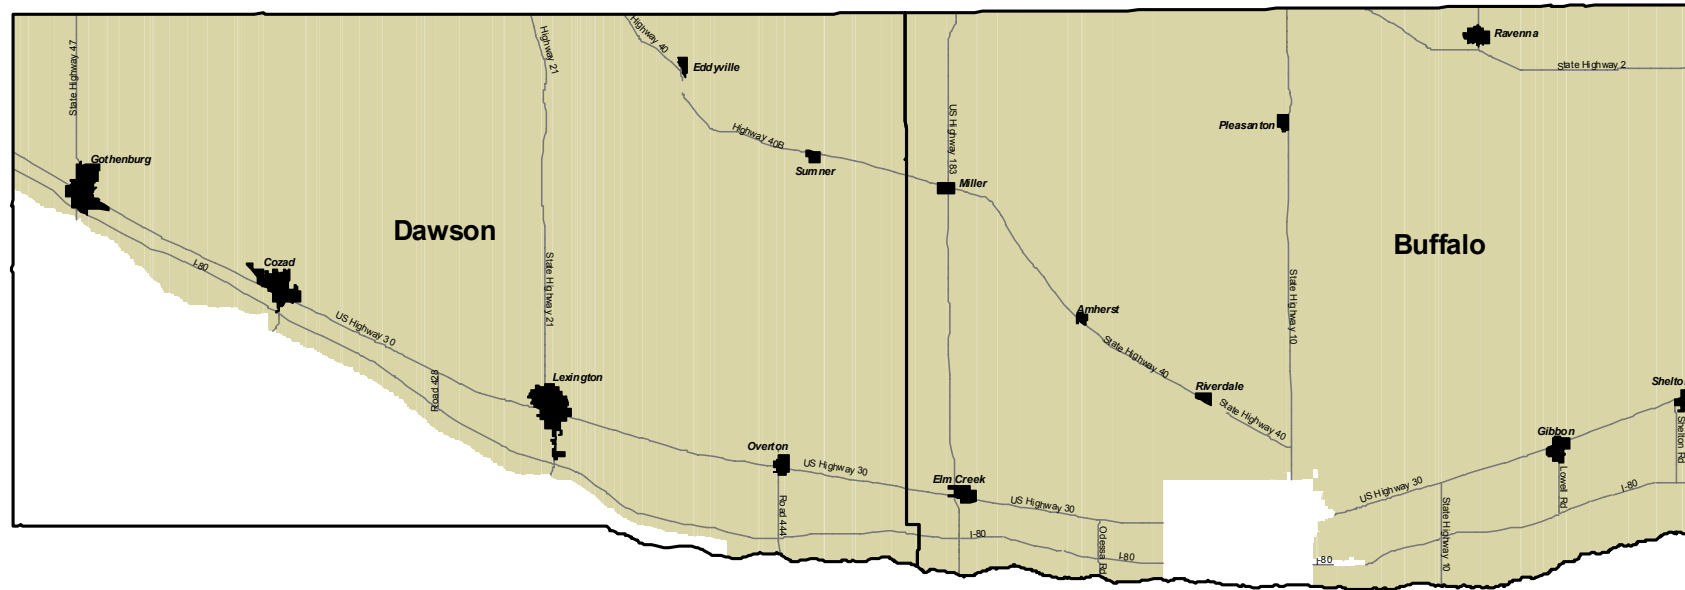 State Highway 47
Highway 21
Highway 40
Eddyville
Ravenna
State Highway 2
Highway 40B
US Highway 183
Pleasanton
Gothenburg
Sumner
Miller
Dawson
Buffalo
I-80
Cozad
State Highway 21
State Highway 10
US Highway 30
Amherst
State Highway 40
Road 428
Lexington
Riverdale
State Highway 40
Shelto
Overton
US Highway 30
Gibbon
Shelton Rd
Elm Creek
US Highway 30
Road 444
I-80
Odessa Rd
I-80
US Highway 30
Lowell Rd
I-80
State Highway 10
I-80